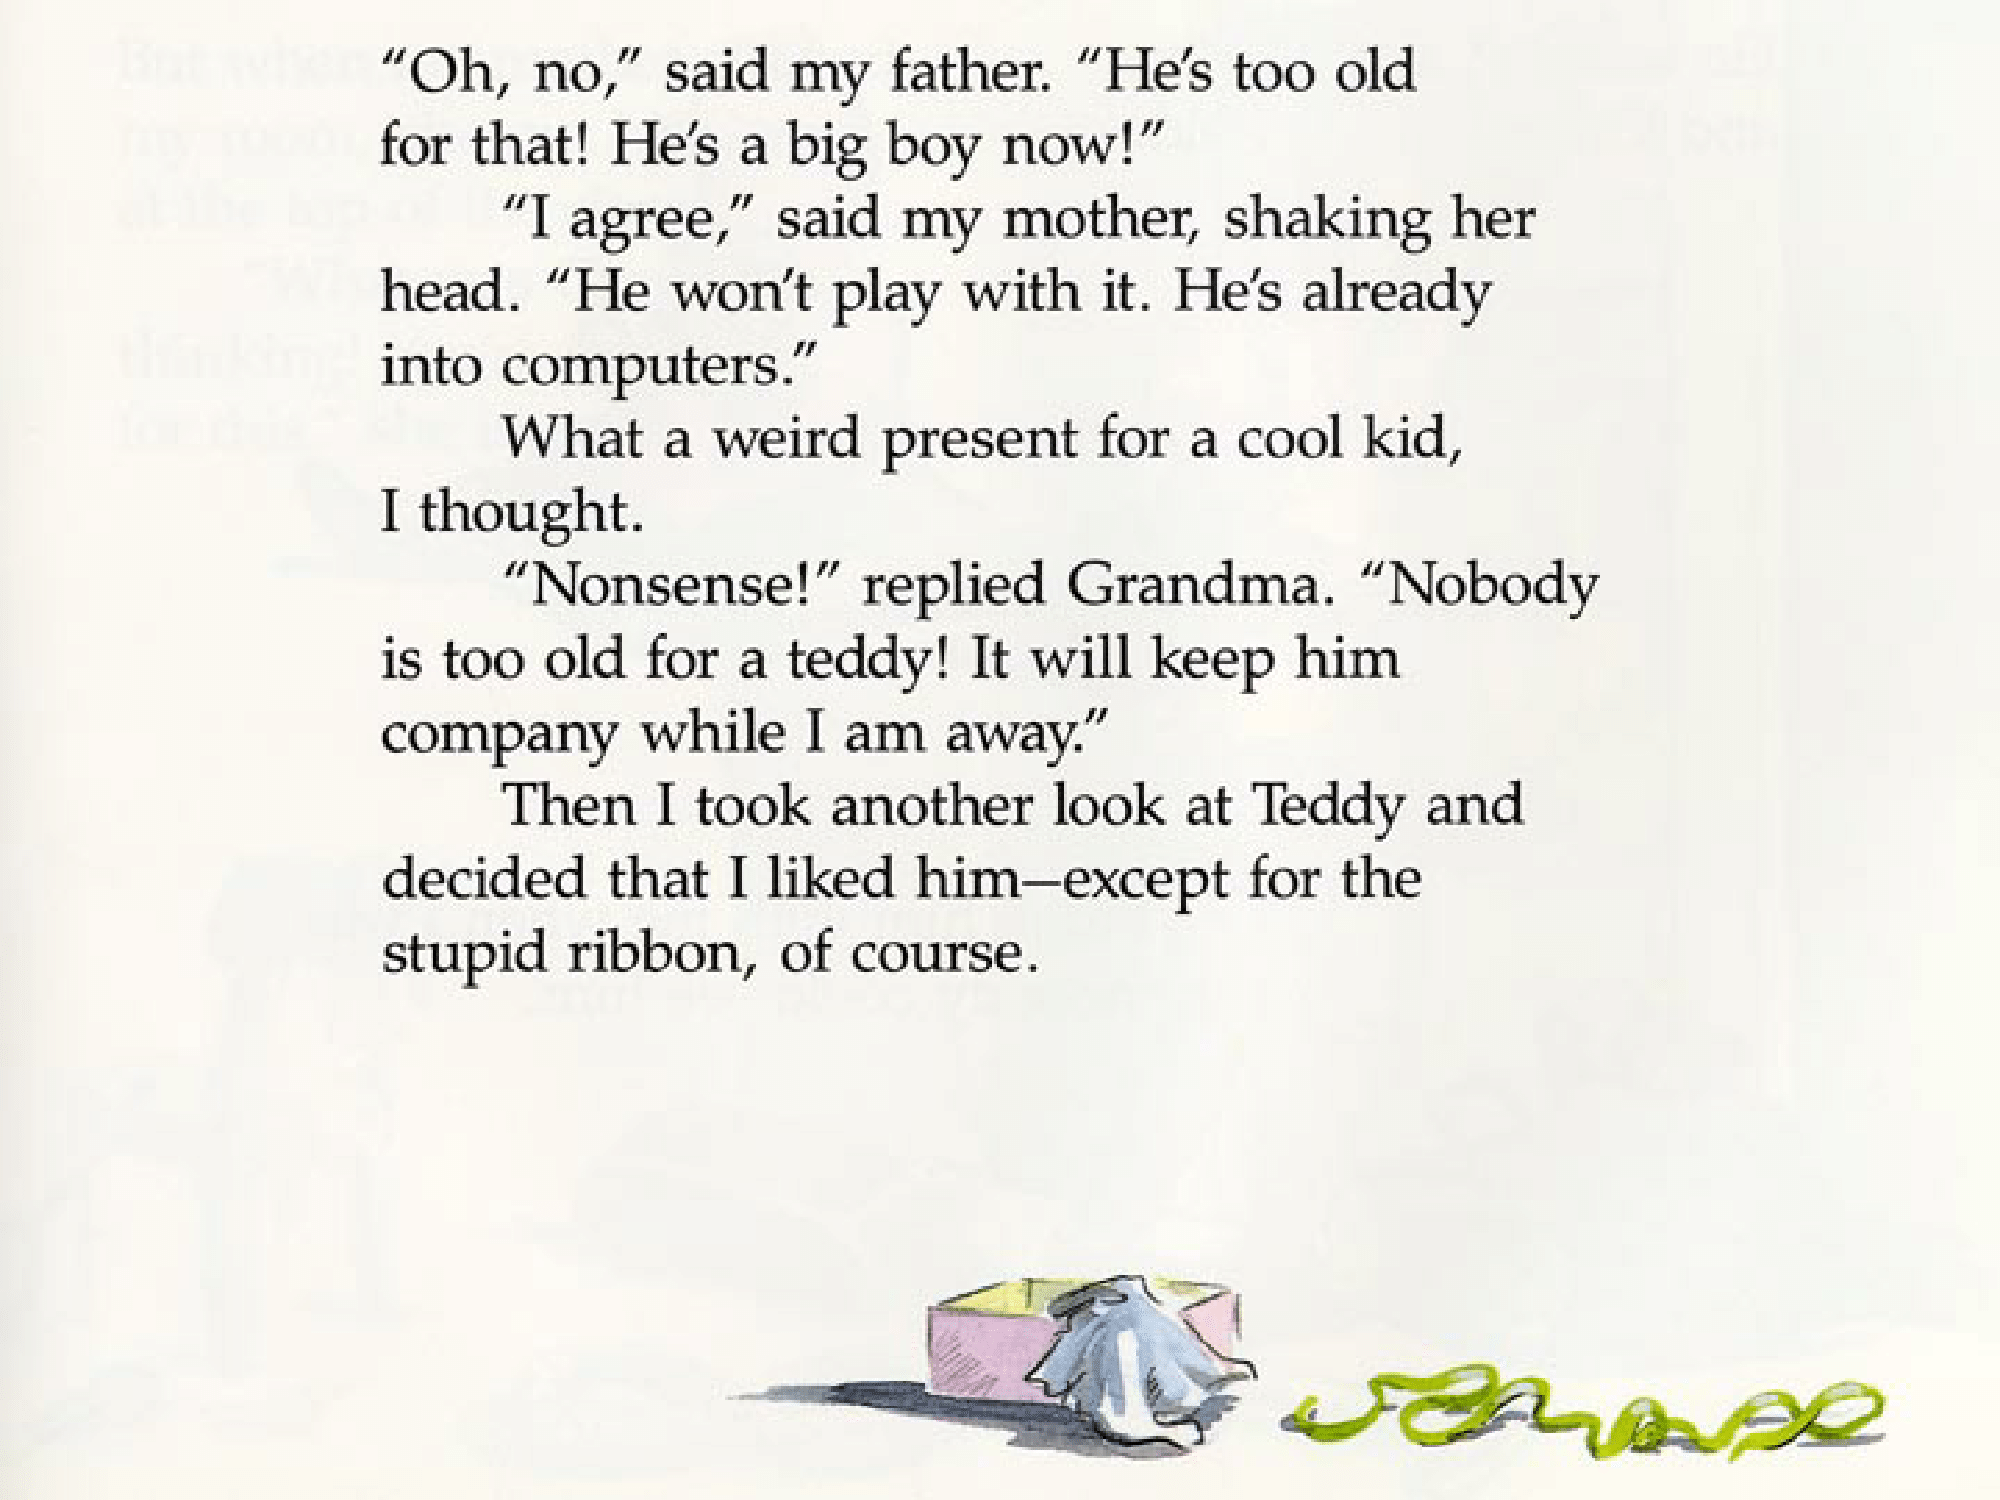 “Oh, no,” said my father. “He’s too old
for that! He’s a big boy now!”
“I agree,” said my mother, shaking her
head. “He won’t play with it. He’s already
into computers.”
What a weird present for a cool kid,
I thought.
“Nonsense!” replied Grandma. “Nobody
is too old for a teddy! It will keep him
company while I am away.”
Then I took another look at Teddy and
decided that I liked him—except for the
stupid ribbon, of course.